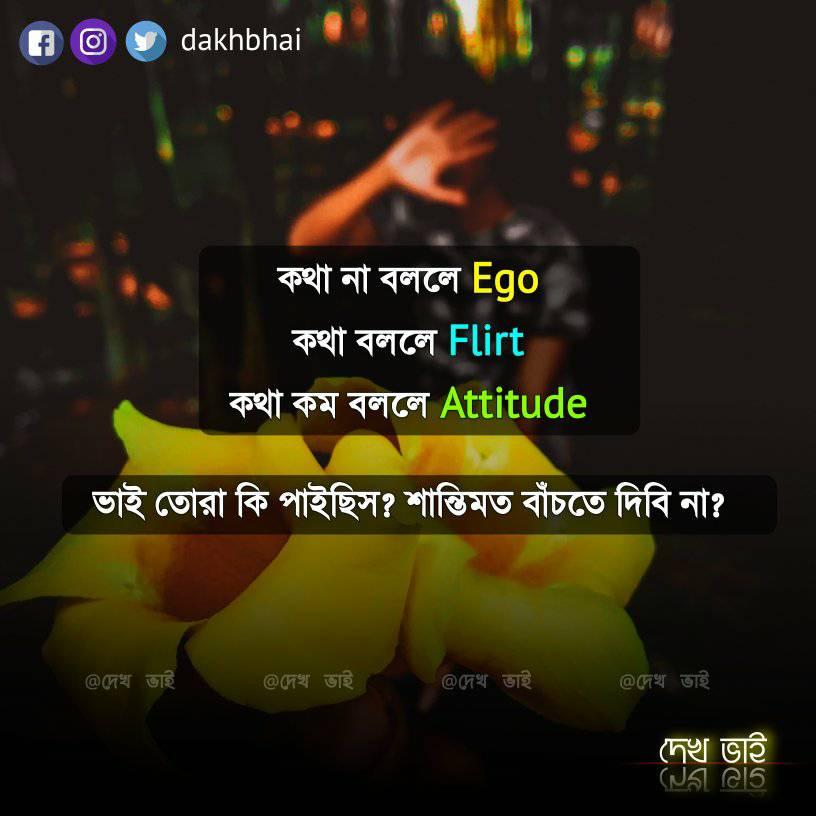 dakhbhai
কথা না বললে Ego
কথা বললে Flirt
কথা কম বললে Attitude
ভাই তোরা কি পাইছিস? শান্তিমত বাঁচতে দিবি না?
@দেখ ভাই @দেখ ভাই @দেখ ভাই @দেখ ভাই
দেখ ভাই